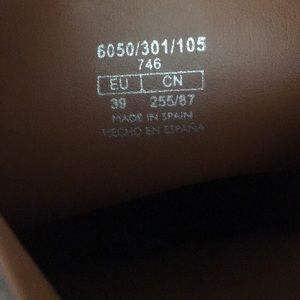 6050/301/105
746
EU CN
39 255/87
MADE IN SPAIN
HECHO EN ESPAÑA